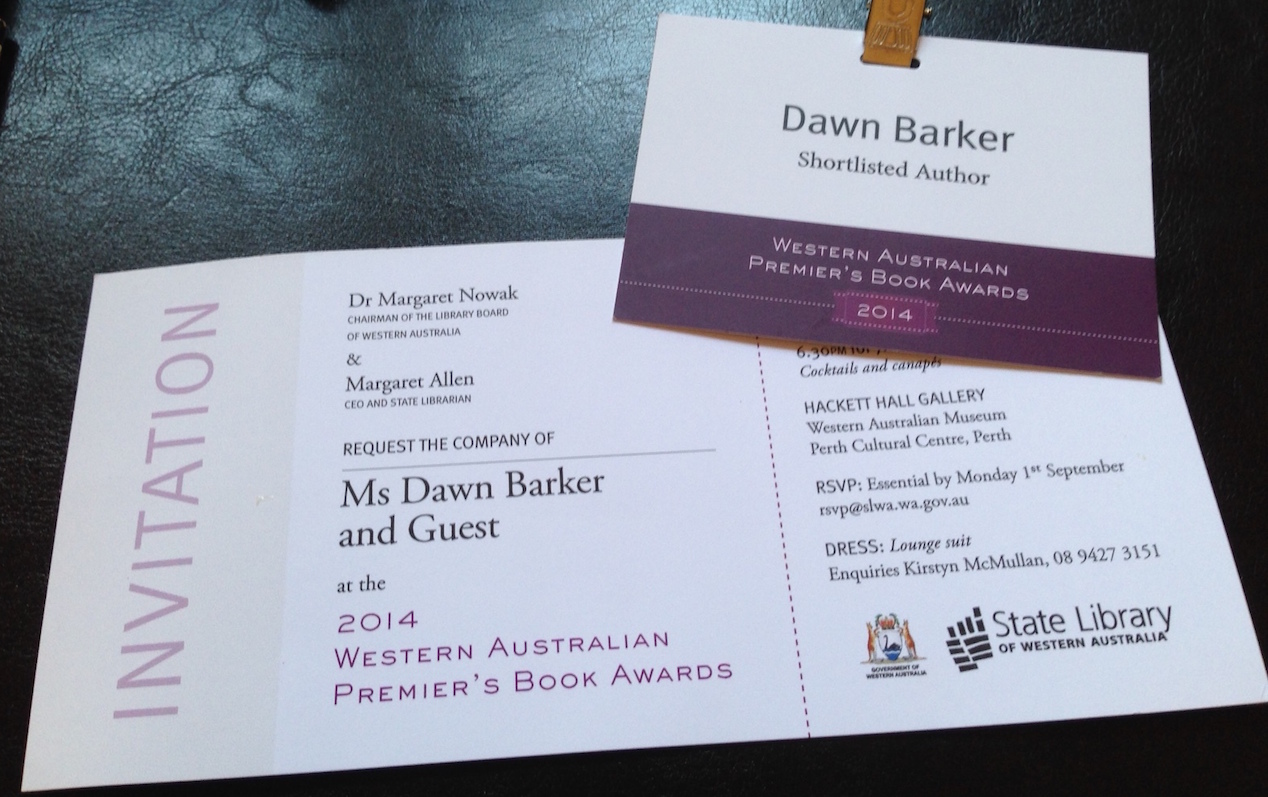 Dawn Barker
Shortlisted Author
WESTERN AUSTRALIAN
PREMIER'S BOOK AWARDS
2014
INVITATION
Dr Margaret Nowak
CHAIRMAN OF THE LIBRARY BOARD
OF WESTERN AUSTRALIA
&
Margaret Allen
CEO AND STATE LIBRARIAN
REQUEST THE COMPANY OF
Ms Dawn Barker
and Guest
at the
2014
WESTERN AUSTRALIAN
PREMIER'S BOOK AWARDS
6.30PM
Cocktails and canapés
HACKETT HALL GALLERY
Western Australian Museum
Perth Cultural Centre, Perth
RSVP: Essential by Monday 1st September
rsvp@slwa.wa.gov.au
DRESS: Lounge suit
Enquiries Kirstyn McMullan, 08 9427 3151
GOVERNMENT OF
WESTERN AUSTRALIA
State Library
OF WESTERN AUSTRALIA